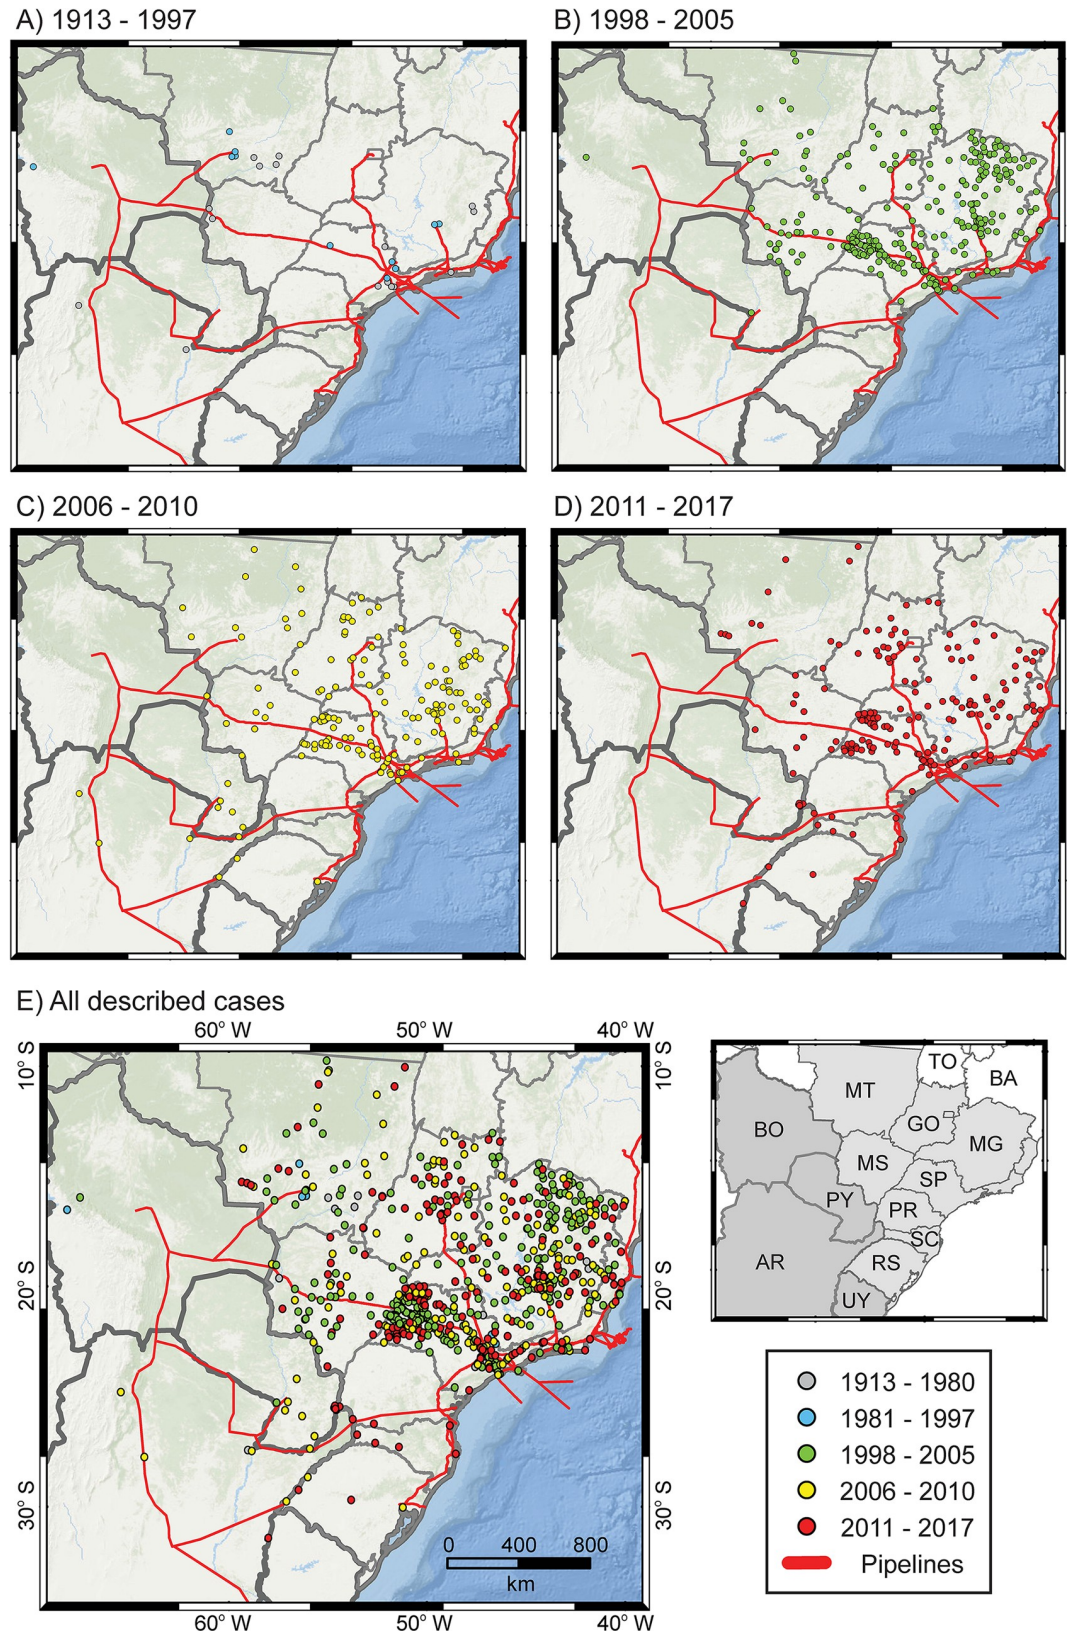 A) 1913 - 1997
B) 1998 - 2005
C) 2006 - 2010
D) 2011 - 2017
E) All described cases
60° W 50° W 40° W
10° S
10° S
20° S
20° S
30° S
30° S
0 400 800
km
60° W 50° W 40° W
TO
BA
MT
GO
BO
MG
MS
SP
PY
PR
SC
AR
RS
UY
1913 - 1980
1981 - 1997
1998 - 2005
2006 - 2010
2011 - 2017
Pipelines